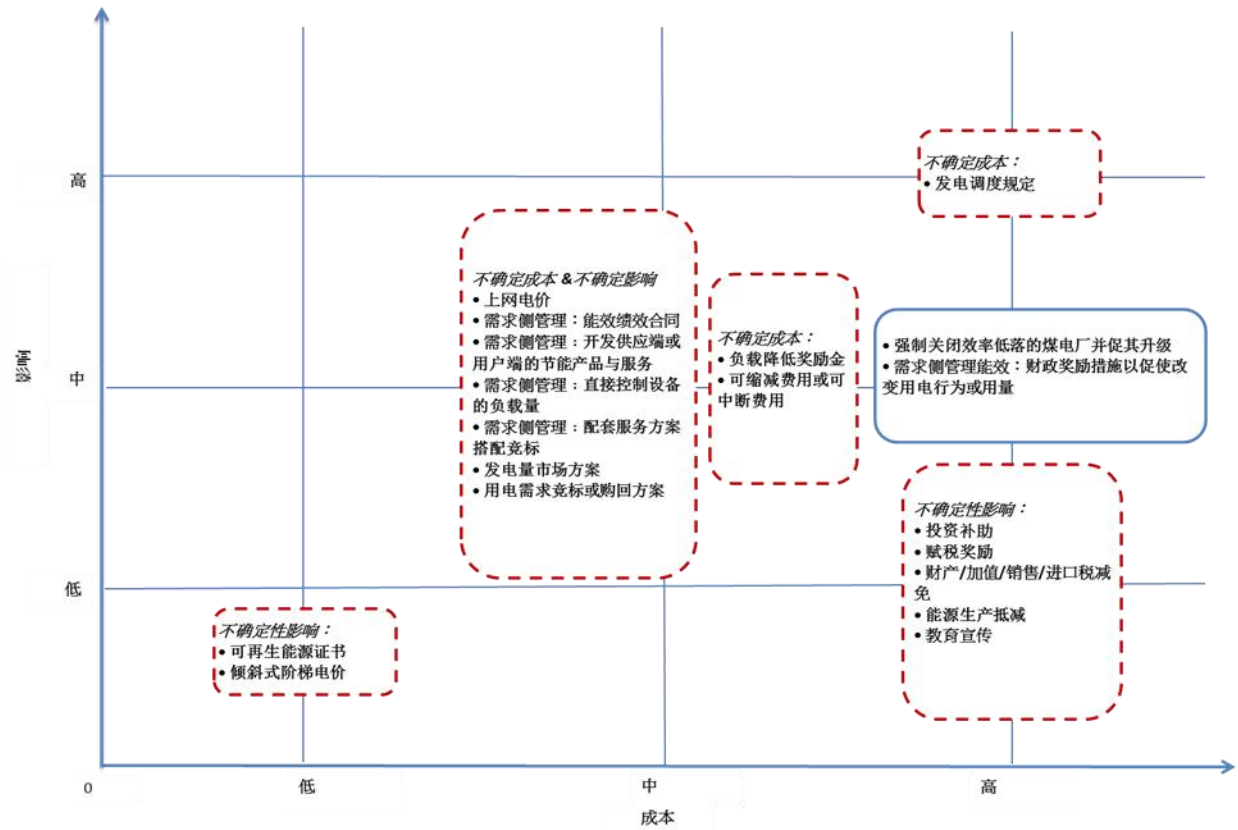 影响
高
中
低
0
低
中
高
成本
不确定成本：
• 发电调度规定
不确定成本 &不确定影响
• 上网电价
• 需求侧管理：能效绩效合同
• 需求侧管：开发供应端或
用户端的节能产品与服务
• 需求侧管理：直接控制设备
的负载量
• 需求侧管理：配套服务方案
搭配竞标
• 发电量市场方案
• 用电需求竞标或购回方案
不确定成本：
• 负载降低奖励金
• 可缩减费用或可
中断费用
• 强制关闭效率低落的煤电厂并促其升级
• 需求侧管理能效：财政奖励措施以促使改
变用电行为或用量
不确定性影响：
• 投资补助
• 赋税奖励
• 财产/加值/销售/进口税减
免
• 能源生产抵减
• 教育宣传
不确定性影响：
• 可再生能源证书
• 倾斜式阶梯电价